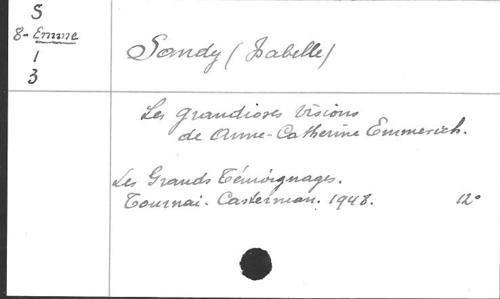 S
8-Emme
1
3
Sandy (Isabelle)
Les grandioses visions
de Anne-Catherine Emmerich.
Les Grands Témoignages.
Tournai. Casterman. 1948. 12°